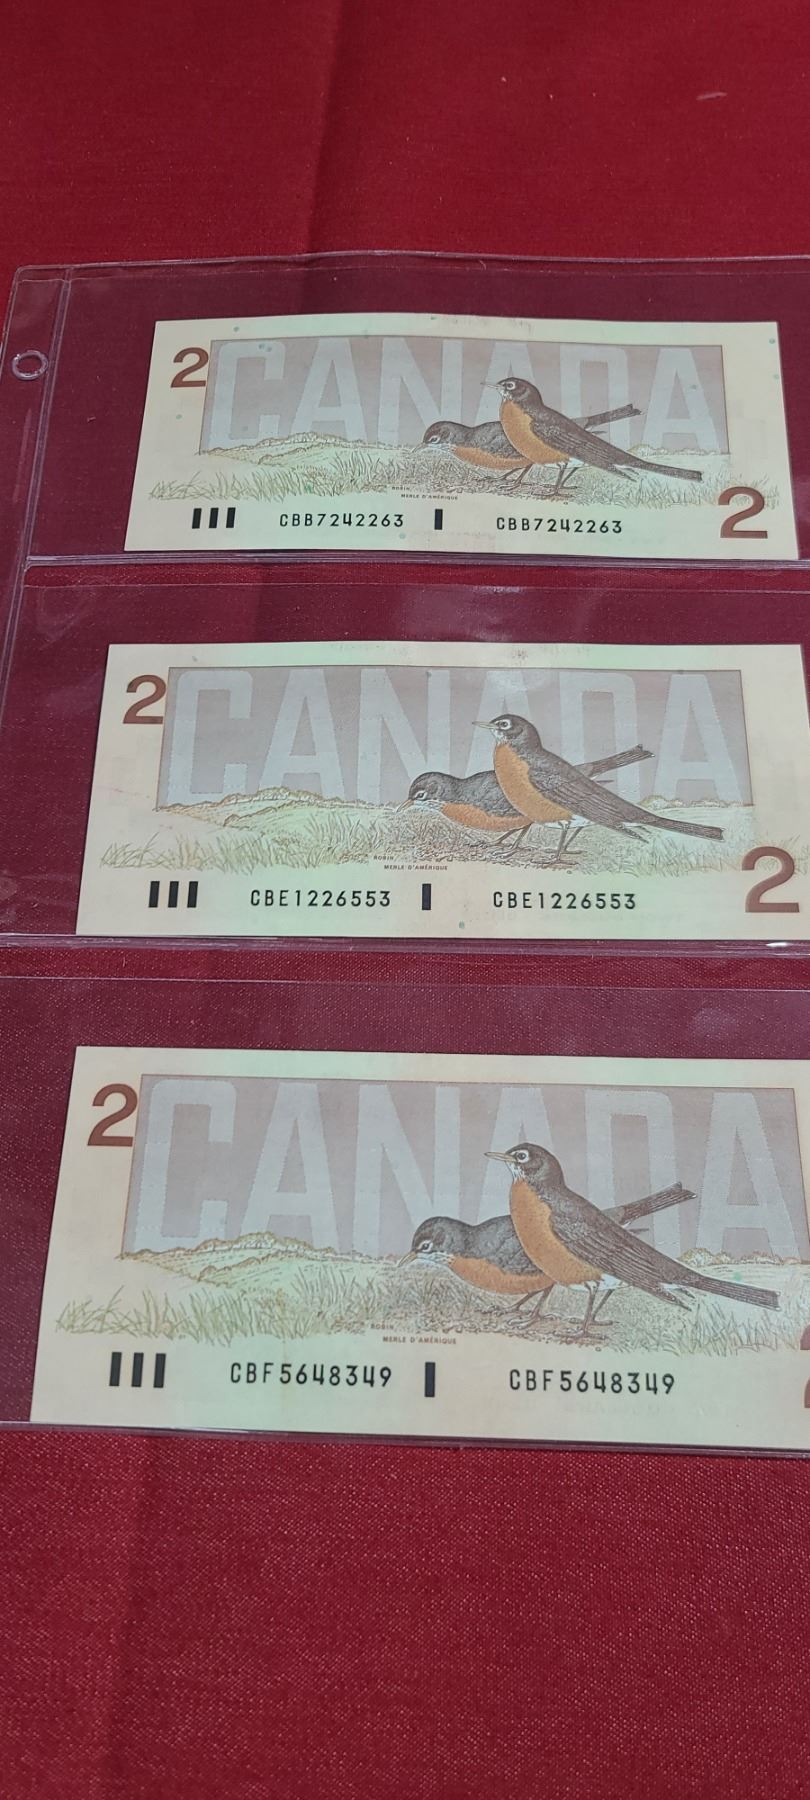 2 CANADA
ROBIN
MERLE D'AMÉRIQUE
CBB7242263 CBB7242263 2
2 CANADA
ROBIN
MERLE D'AMÉRIQUE
CBE1226553 CBE1226553 2
2 CANADA
ROBIN
MERLE D'AMÉRIQUE
CBF5648349 CBF5648349